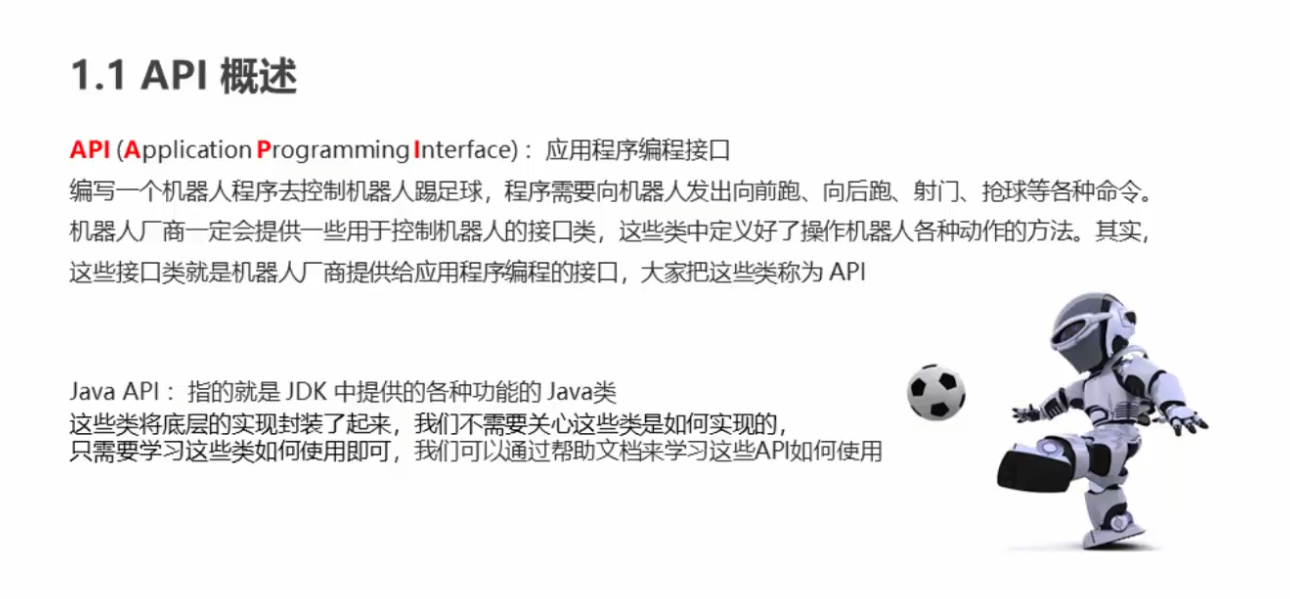 1.1 API 概述
API (Application Programming Interface) ：应用程序编程接口
编写一个机器人程序去控制机器人踢足球，程序需要向机器人发出向前跑、向后跑、射门、抢球等各种命令。
机器人厂商一定会提供一些用于控制机器人的接口类，这些类中定义好了操作机器人各种动作的方法。其实，
这些接口类就是机器人厂商提供给应用程序编程的接口，大家把这些类称为 API
Java API ：指的就是 JDK 中提供的各种功能的 Java类
这些类将底层的实现封装了起来，我们不需要关心这些类是如何实现的，
只需要学习这些类如何使用即可，我们可以通过帮助文档来学习这些API如何使用